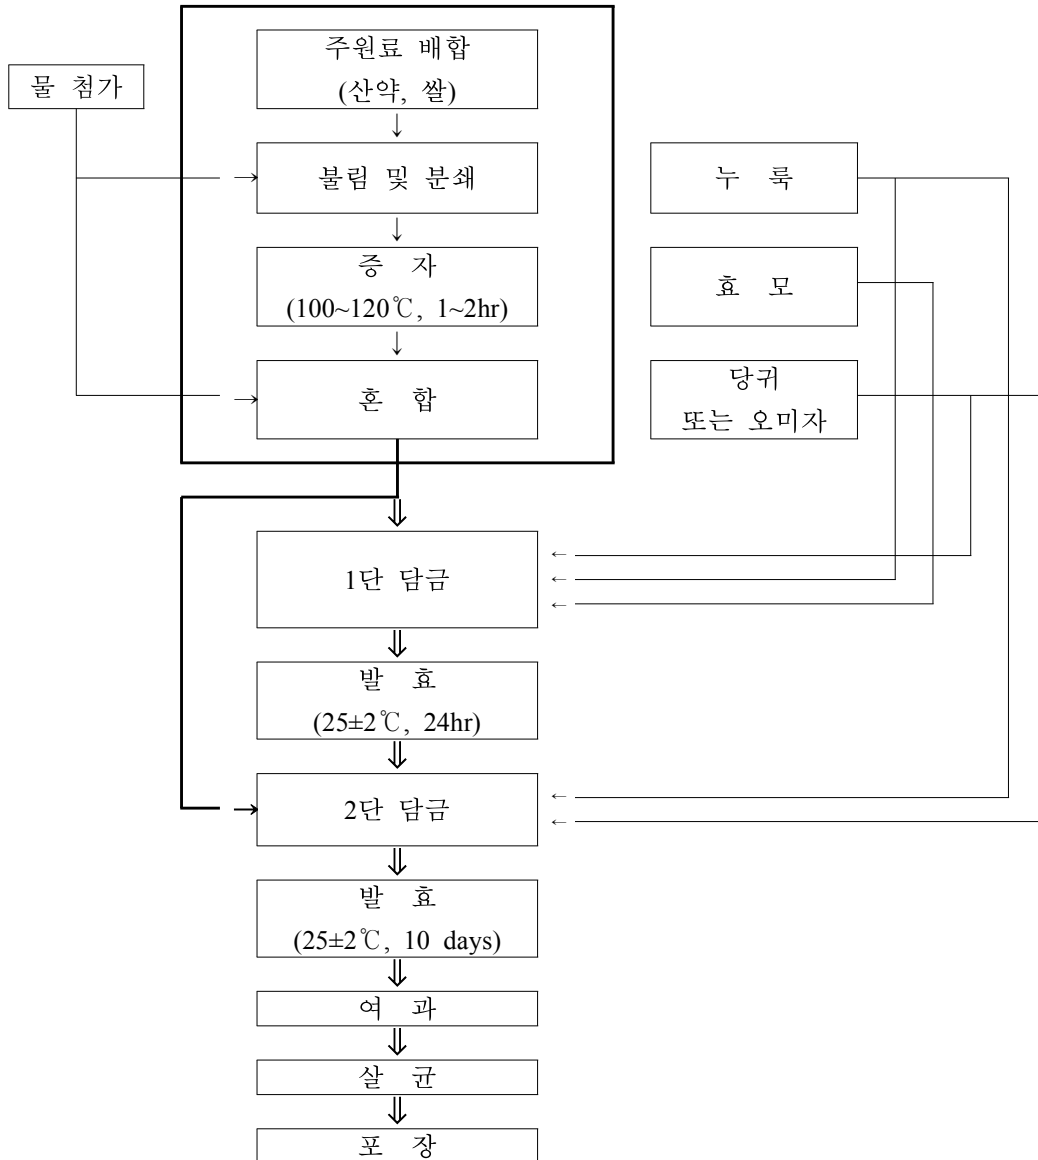 주원료 배합
(산약, 쌀)
물 첨가
↓
→ 불림 및 분쇄
누 룩
↓
증 자
(100~120℃, 1~2hr)
효 모
↓
→ 혼 합
당귀
또는 오미자
⇓
1단 담금
←
←
←
⇓
발 효
(25±2℃, 24hr)
⇓
→ 2단 담금
←
←
⇓
발 효
(25±2℃, 10 days)
⇓
여 과
⇓
살 균
⇓
포 장